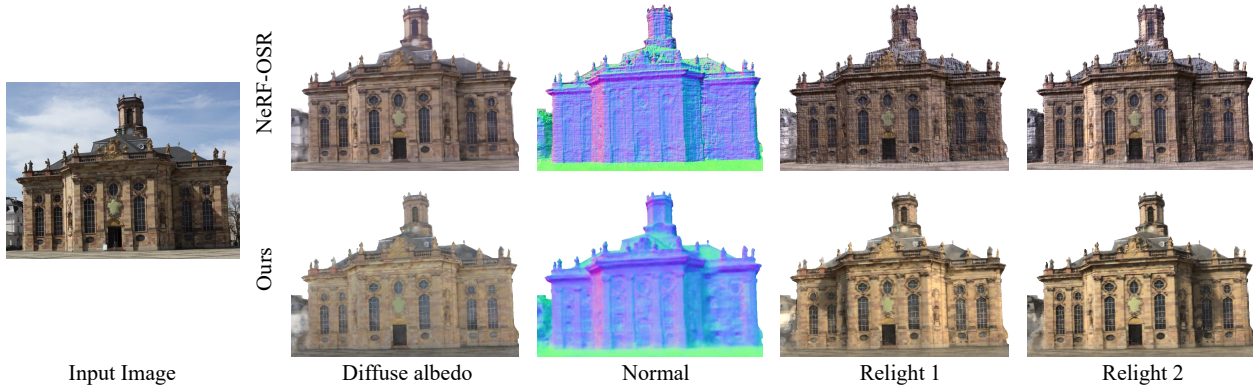 NeRF-OSR
Ours
Input Image
Diffuse albedo
Normal
Relight 1
Relight 2